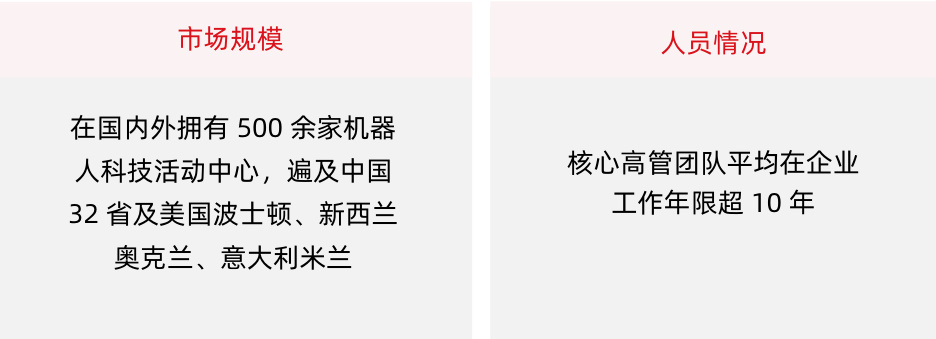 市场规模
在国内外拥有 500 余家机器
人科技活动中心，遍及中国
32 省及美国波士顿、新西兰
奥克兰、意大利米兰
人员情况
核心高管团队平均在企业
工作年限超 10 年